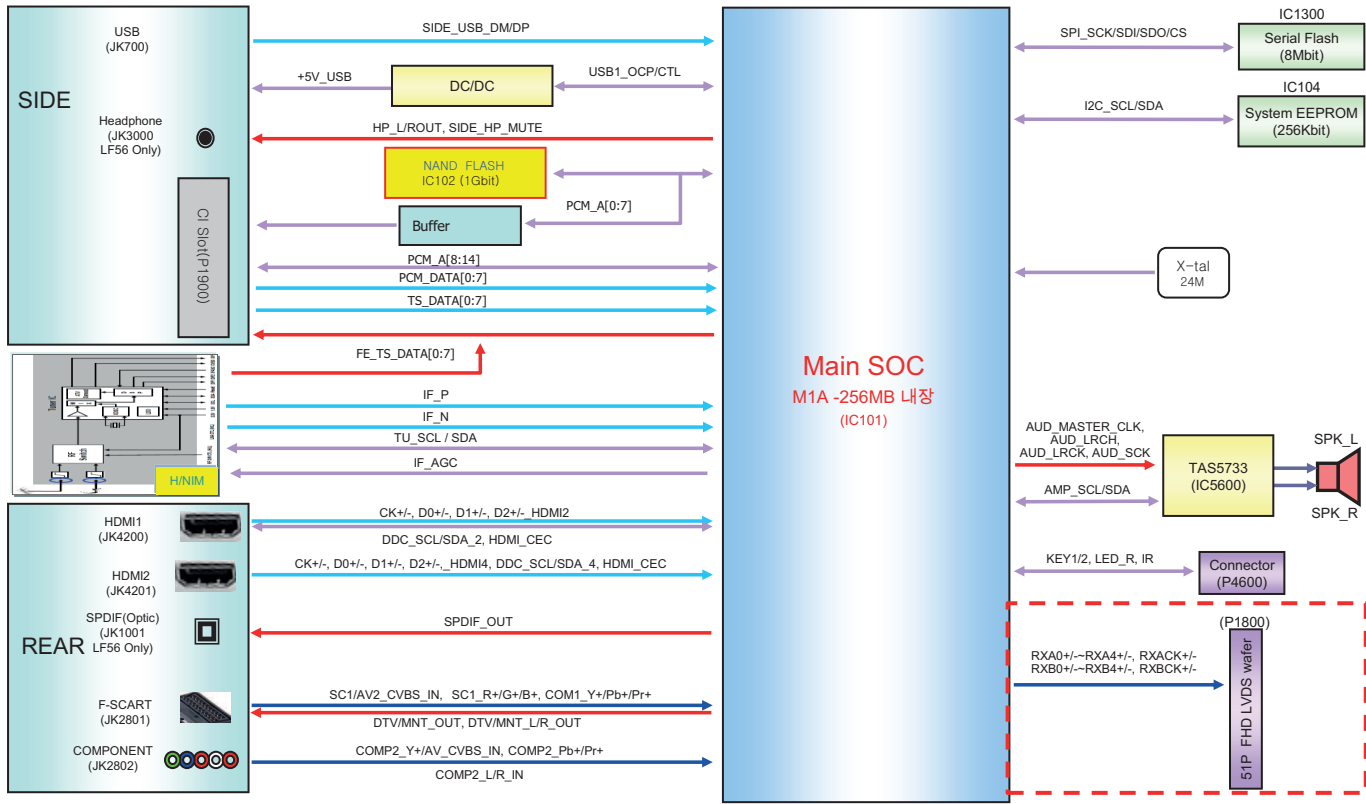 SIDE
USB
(JK700)
SIDE_USB_DM/DP
+5V_USB
DC/DC
USB1_OCP/CTL
Headphone
(JK3000
LF56 Only)
HP_L/ROUT, SIDE_HP_MUTE
NAND FLASH
IC102 (1Gbit)
PCM_A[0:7]
Buffer
CI Slot(P1900)
PCM_A[8:14]
PCM_DATA[0:7]
TS_DATA[0:7]
FE_TS_DATA[0:7]
IF_P
IF_N
TU_SCL / SDA
IF_AGC
Tuner IC
RF
Switch
H/NIM
REAR
HDMI1
(JK4200)
CK+/-, D0+/-, D1+/-, D2+/-_HDMI2
DDC_SCL/SDA_2, HDMI_CEC
HDMI2
(JK4201)
CK+/-, D0+/-, D1+/-, D2+/-,_HDMI4, DDC_SCL/SDA_4, HDMI_CEC
SPDIF(Optic)
(JK1001
LF56 Only)
SPDIF_OUT
F-SCART
(JK2801)
SC1/AV2_CVBS_IN, SC1_R+/G+/B+, COM1_Y+/Pb+/Pr+
DTV/MNT_OUT, DTV/MNT_L/R_OUT
COMPONENT
(JK2802)
COMP2_Y+/AV_CVBS_IN, COMP2_Pb+/Pr+
COMP2_L/R_IN
Main SOC
M1A -256MB 내장
(IC101)
SPI_SCK/SDI/SDO/CS
IC1300
Serial Flash
(8Mbit)
I2C_SCL/SDA
IC104
System EEPROM
(256Kbit)
X-tal
24M
AUD_MASTER_CLK,
AUD_LRCH,
AUD_LRCK, AUD_SCK
AMP_SCL/SDA
TAS5733
(IC5600)
SPK_L
SPK_R
KEY1/2, LED_R, IR
Connector
(P4600)
(P1800)
RXA0+/-~RXA4+/-, RXACK+/-
RXB0+/-~RXB4+/-, RXBCK+/-
51P FHD LVDS wafer